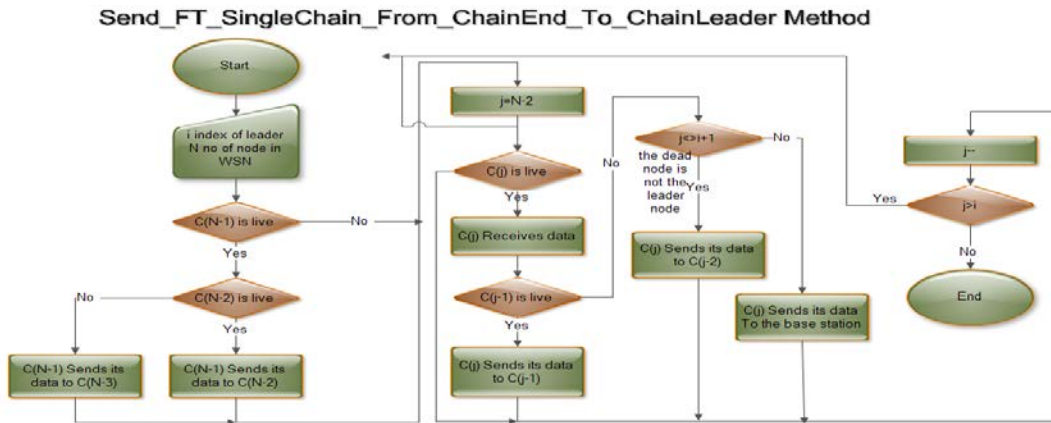 Send_FT_SingleChain_From_ChainEnd_To_ChainLeader Method
Start
i index of leader
N no of node in
WSN
C(N-1) is live
No
Yes
C(N-2) is live
No
Yes
C(N-1) Sends its
data to C(N-3)
C(N-1) Sends its
data to C(N-2)
j=N-2
C(j) is live
Yes
C(j) Receives data
C(j-1) is live
No
Yes
C(j) Sends its data
to C(j-1)
j<>i+1
No
the dead
node is
not the
leader
node
Yes
C(j) Sends its data
to C(j-2)
C(j) Sends its data
To the base station
j--
j>i
Yes
No
End